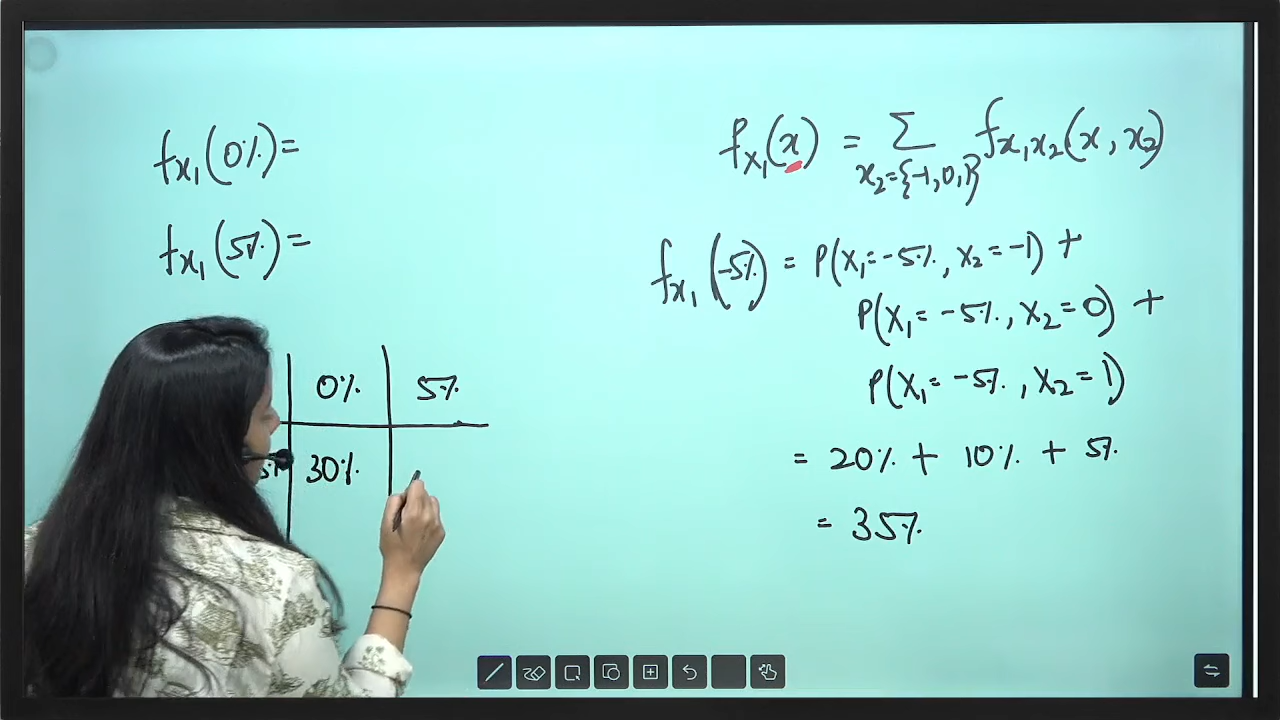 fx₁(0%) =
fx₁(5%) =
0% 5%
5% 30%
fx₁(x) = Σ fx₁x₂(x, x₂)
x₂={-1,0,1}
fx₁(-5%) = P(X₁=-5%, X₂=-1) +
P(X₁=-5%, X₂=0) +
P(X₁=-5%, X₂=1)
= 20% + 10% + 5%
= 35%